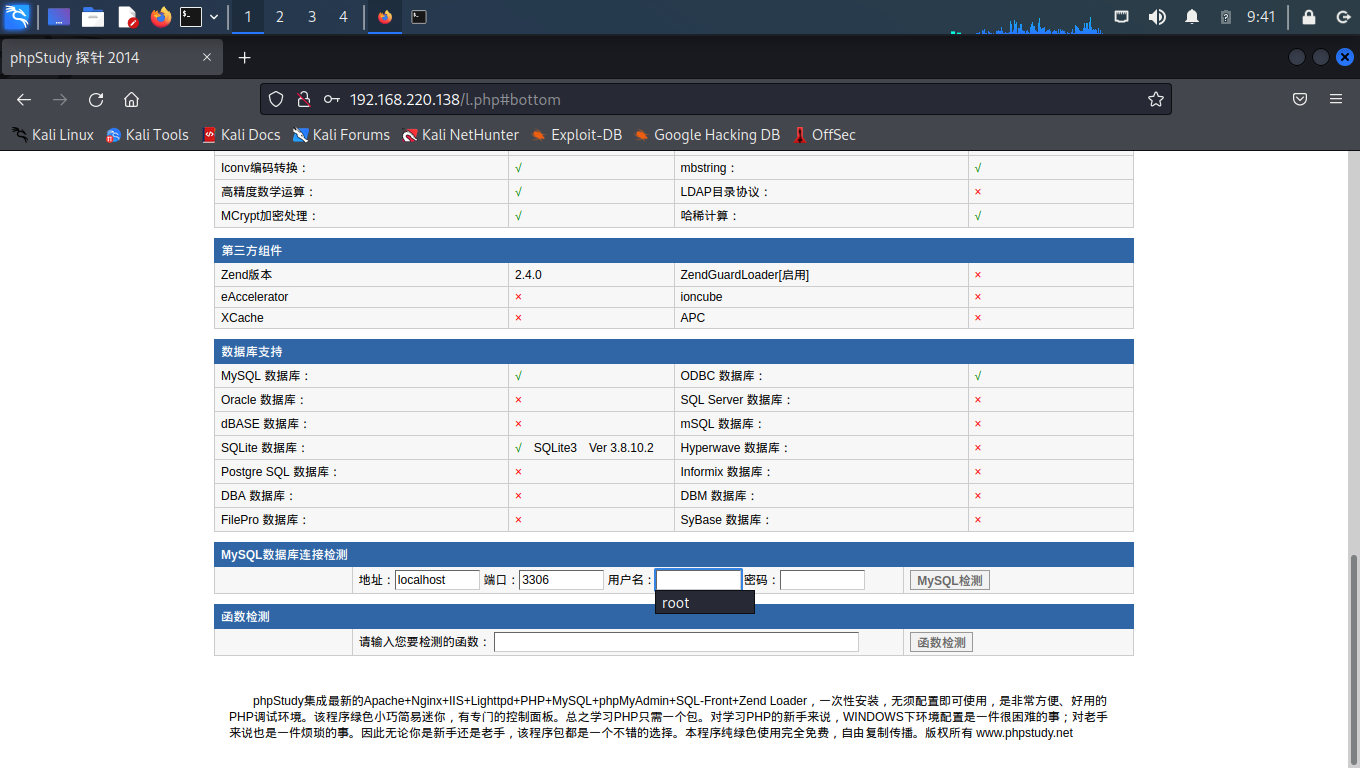 1 2 3 4 9:41
phpStudy 探针 2014
192.168.220.138/l.php#bottom
Kali Linux Kali Tools Kali Docs Kali Forums Kali NetHunter Exploit-DB Google Hacking DB OffSec
Iconv编码转换： √ mbstring： √
高精度数学运算： √ LDAP目录协议： ×
MCrypt加密处理： √ 哈稀计算： √
第三方组件
Zend版本 2.4.0 ZendGuardLoader[启用] ×
eAccelerator × ioncube ×
XCache × APC ×
数据库支持
MySQL 数据库： √ ODBC 数据库： √
Oracle 数据库： × SQL Server 数据库： ×
dBASE 数据库： × mSQL 数据库： ×
SQLite 数据库： √ SQLite3 Ver 3.8.10.2 Hyperwave 数据库： ×
Postgre SQL 数据库： × Informix 数据库： ×
DBA 数据库： × DBM 数据库： ×
FilePro 数据库： × SyBase 数据库： ×
MySQL数据库连接检测
地址：localhost 端口：3306 用户名： 密码： MySQL检测
root
函数检测
请输入您要检测的函数： 函数检测
phpStudy集成最新的Apache+Nginx+IIS+Lighttpd+PHP+MySQL+phpMyAdmin+SQL-Front+Zend Loader，一次性安装，无须配置即可使用，是非常方便、好用的
PHP调试环境。该程序绿色小巧简易迷你，有专门的控制面板。总之学习PHP只需一个包。对学习PHP的新手来说，WINDOWS下环境配置是一件很困难的事；对老手
来说也是一件烦琐的事。因此无论你是新手还是老手，该程序包都是一个不错的选择。本程序纯绿色使用完全免费，自由复制传播。版权所有 www.phpstudy.net